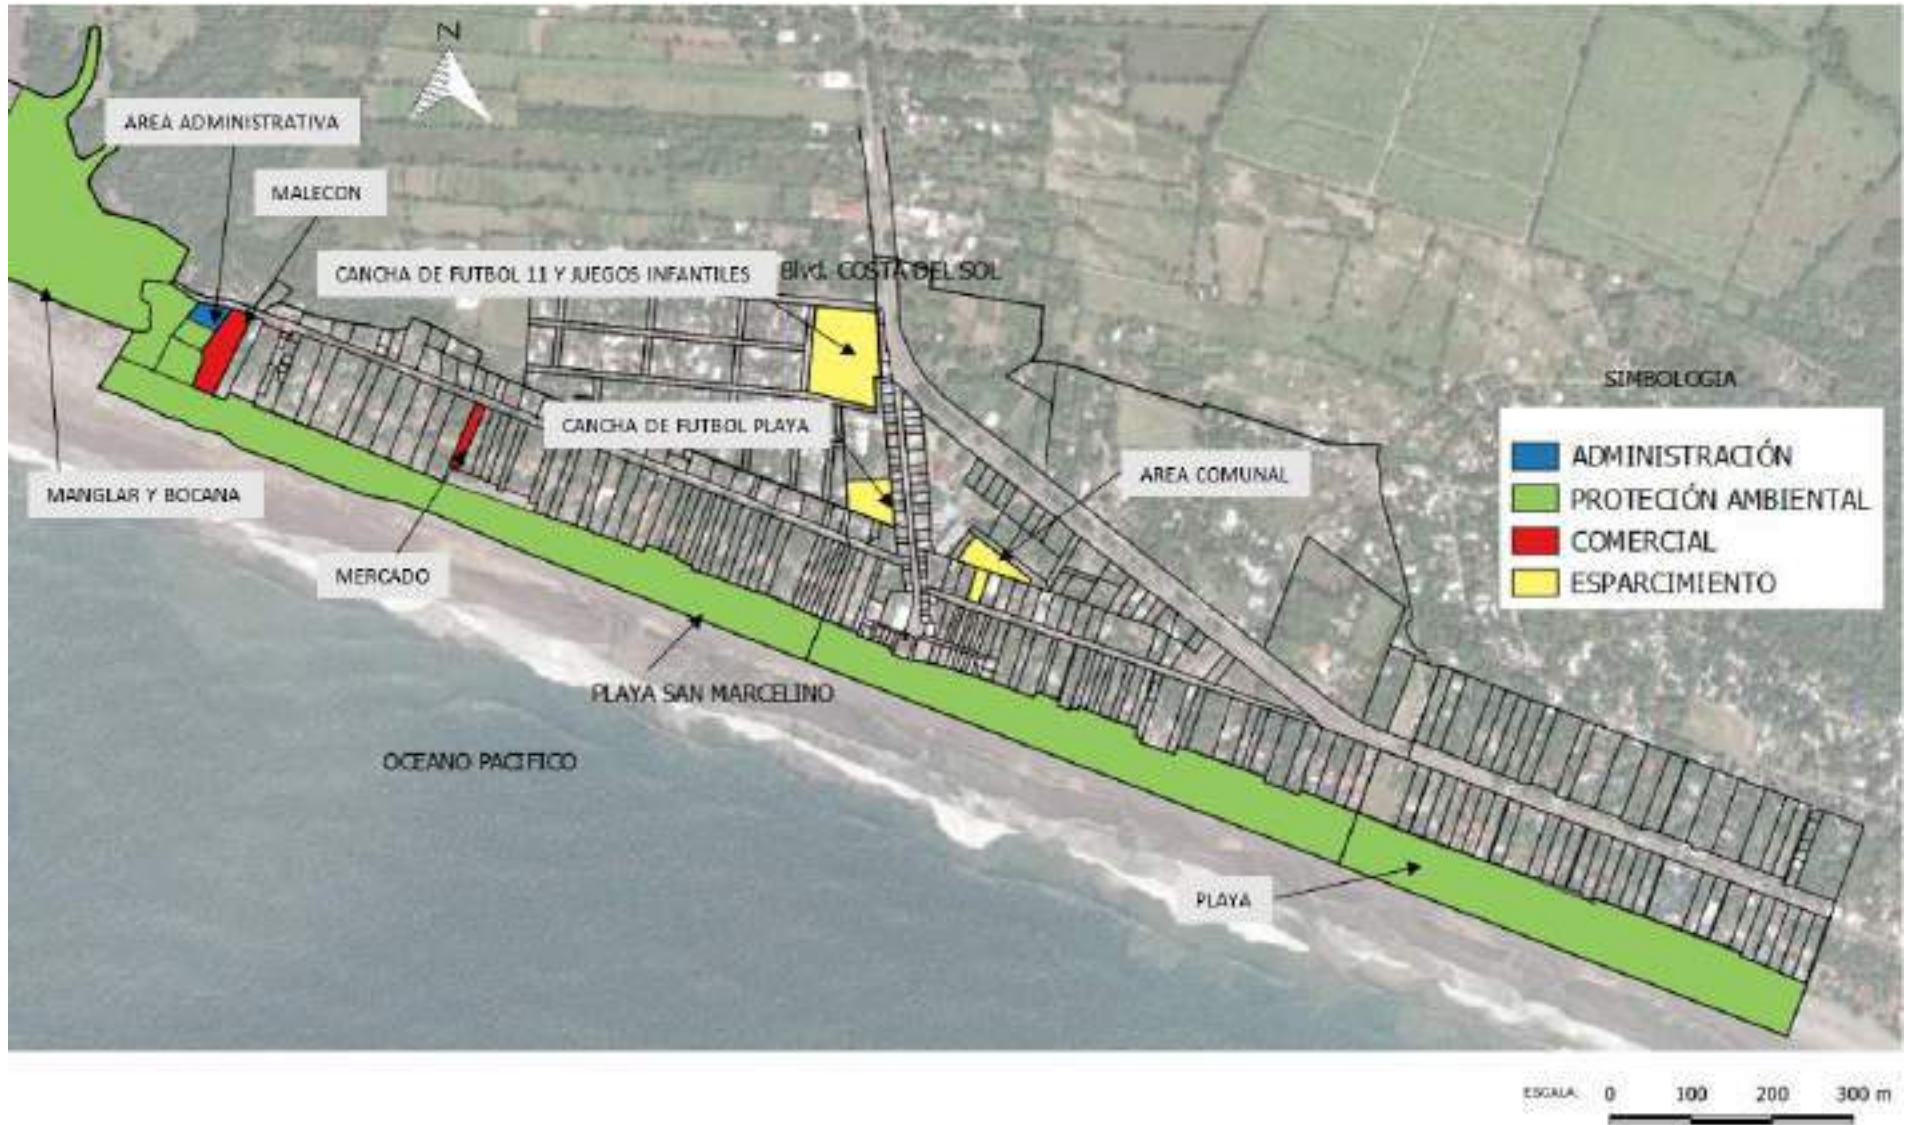 N
AREA ADMINISTRATIVA
MALECON
CANCHA DE FUTBOL 11 Y JUEGOS INFANTILES
Blvd. COSTA DEL SOL
SIMBOLOGIA
CANCHA DE FUTBOL PLAYA
AREA COMUNAL
ADMINISTRACIÓN
PROTECIÓN AMBIENTAL
COMERCIAL
ESPARCIMIENTO
MANGLAR Y BOCANA
MERCADO
PLAYA SAN MARCELINO
OCEANO PACIFICO
PLAYA
ESCALA: 0 100 200 300 m